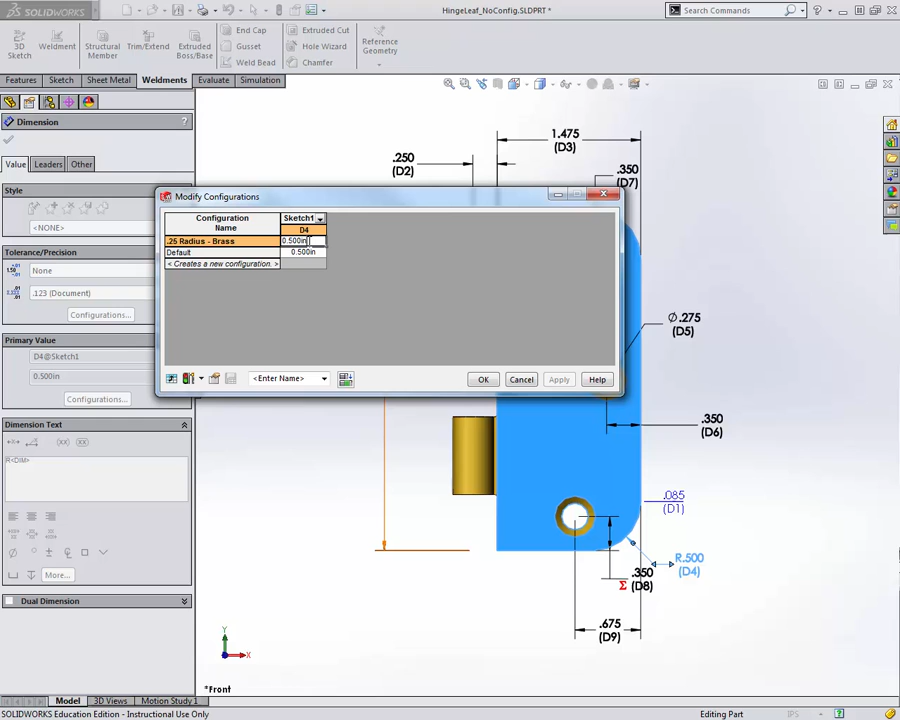 SOLIDWORKS
HingeLeaf_NoConfig.SLDPRT *
Search Commands
3D Sketch
Weldment
Structural Member
Trim/Extend
Extruded Boss/Base
End Cap
Gusset
Weld Bead
Extruded Cut
Hole Wizard
Chamfer
Reference Geometry
Features
Sketch
Sheet Metal
Weldments
Evaluate
Simulation
Dimension
?
Value
Leaders
Other
Style
<NONE>
Tolerance/Precision
None
.123 (Document)
Configurations...
Primary Value
D4@Sketch1
0.500in
Configurations...
Dimension Text
R<DIM>
More...
Dual Dimension
Modify Configurations
Configuration Name
Sketch1
D4
.25 Radius - Brass
0.500in
Default
0.500in
< Creates a new configuration. >
<Enter Name>
OK
Cancel
Apply
Help
1.475
(D3)
.250
(D2)
.350
(D7)
Ø.275
(D5)
.350
(D6)
.085
(D1)
R.500
(D4)
Σ .350
(D8)
.675
(D9)
Y
X
*Front
Model
3D Views
Motion Study 1
SOLIDWORKS Education Edition - Instructional Use Only
Editing Part
IPS